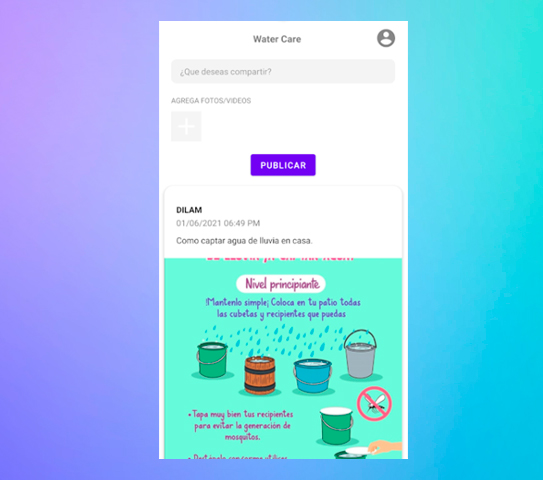 Water Care
¿Que deseas compartir?
AGREGA FOTOS/VIDEOS
PUBLICAR
DILAM
01/06/2021 06:49 PM
Como captar agua de lluvia en casa.
Nivel principiante
!Mantenlo simple¡ Coloca en tu patio todas
las cubetas y recipientes que puedas
•Tapa muy bien tus recipientes
para evitar la generación de
mosquitos.